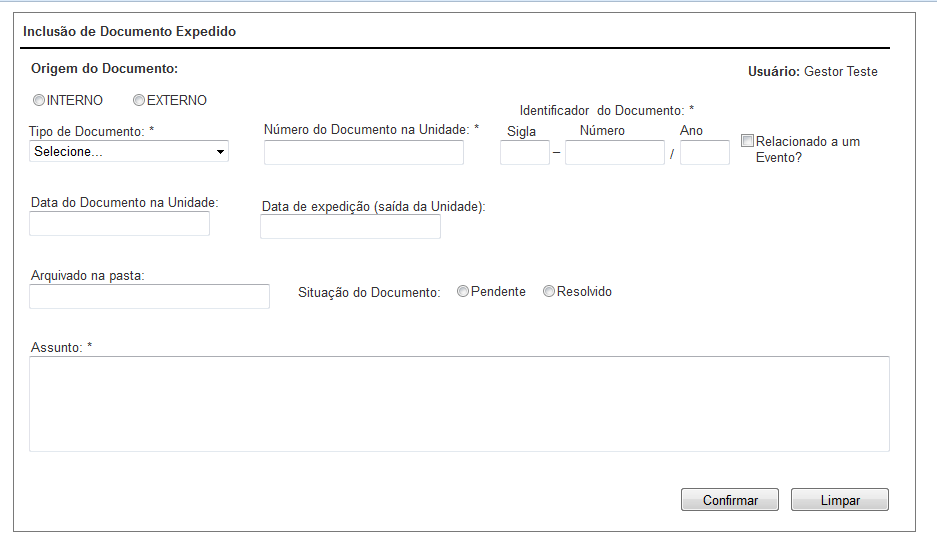 Inclusão de Documento Expedido
Origem do Documento:
Usuário: Gestor Teste
INTERNO EXTERNO
Identificador do Documento: *
Tipo de Documento: * Número do Documento na Unidade: * Sigla Número Ano
Selecione... – / Relacionado a um
Evento?
Data do Documento na Unidade: Data de expedição (saída da Unidade):
Arquivado na pasta:
Situação do Documento: Pendente Resolvido
Assunto: *
Confirmar Limpar